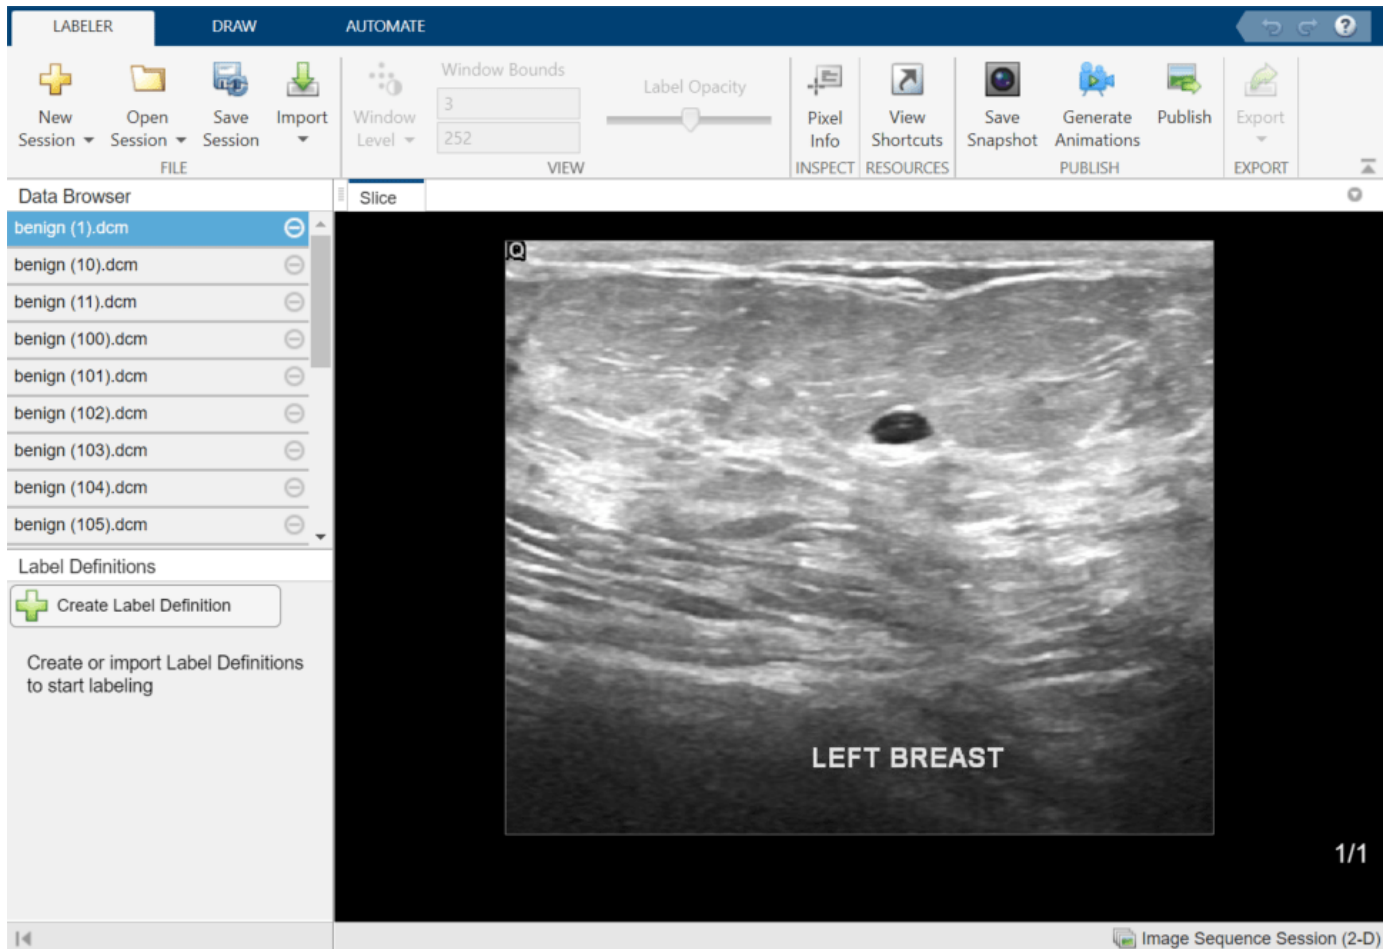 LABELER DRAW AUTOMATE
New Session
Open Session
Save Session
Import
FILE
Window Level
Window Bounds
3
252
Label Opacity
VIEW
Pixel Info
INSPECT
View Shortcuts
RESOURCES
Save Snapshot
Generate Animations
Publish
PUBLISH
Export
EXPORT
Data Browser
benign (1).dcm
benign (10).dcm
benign (11).dcm
benign (100).dcm
benign (101).dcm
benign (102).dcm
benign (103).dcm
benign (104).dcm
benign (105).dcm
Label Definitions
Create Label Definition
Create or import Label Definitions
to start labeling
Slice
Q
LEFT BREAST
1/1
Image Sequence Session (2-D)